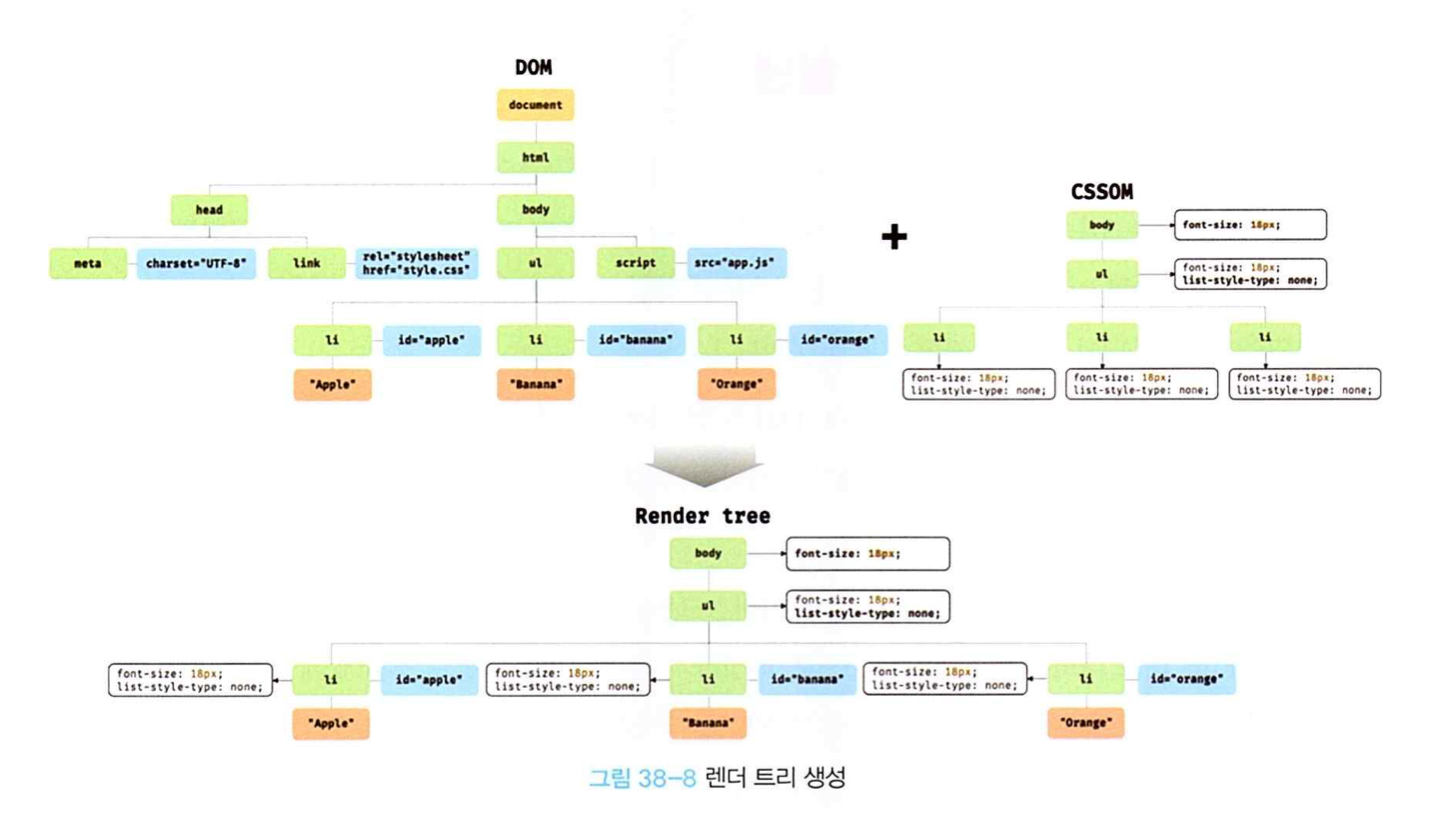 DOM
document
html
head
body
meta
charset="UTF-8"
link
rel="stylesheet"
href="style.css"
ul
script
src="app.js"
li
id="apple"
li
id="banana"
li
id="orange"
"Apple"
"Banana"
"Orange"
+
CSSOM
body
font-size: 18px;
ul
font-size: 18px;
list-style-type: none;
li
li
li
font-size: 18px;
list-style-type: none;
font-size: 18px;
list-style-type: none;
font-size: 18px;
list-style-type: none;
Render tree
body
font-size: 18px;
ul
font-size: 18px;
list-style-type: none;
font-size: 18px;
list-style-type: none;
li
id="apple"
font-size: 18px;
list-style-type: none;
li
id="banana"
font-size: 18px;
list-style-type: none;
li
id="orange"
"Apple"
"Banana"
"Orange"
그림 38-8 렌더 트리 생성